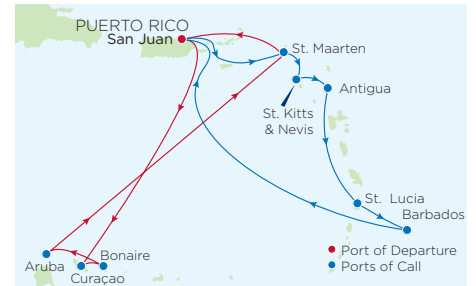 PUERTO RICO
San Juan
St. Maarten
Antigua
St. Kitts
& Nevis
St. Lucia
Barbados
Bonaire
Aruba
Curaçao
Port of Departure
Ports of Call